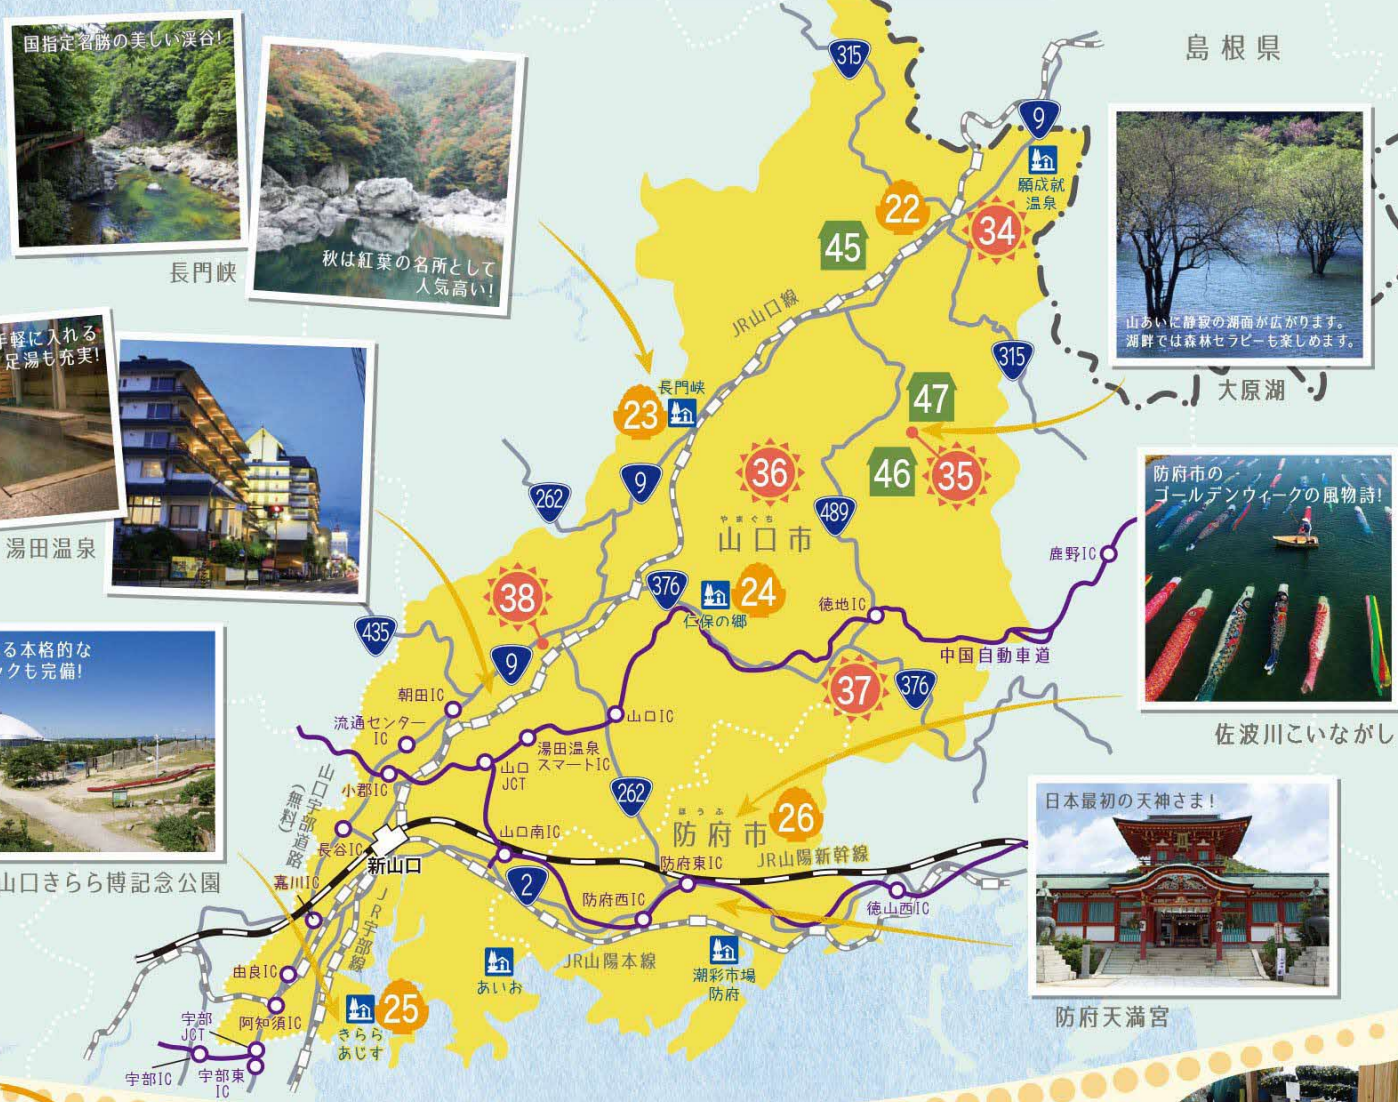 国指定名勝の美しい渓谷!
長門峡
秋は紅葉の名所として
人気高い!
手軽に入れる
足湯も充実!
湯田温泉
る本格的な
ックも完備!
山口きらら博記念公園
島根県
山あいに静寂の湖面が広がります。
湖畔では森林セラピーも楽しめます。
大原湖
防府市の
ゴールデンウィークの風物詩!
佐波川こいながし
日本最初の天神さま!
防府天満宮
315
9
願成就
温泉
22
34
45
JR山口線
315
長門峡
23
47
46
35
36
9
262
489
やまぐち
山口市
鹿野IC
38
376
24
仁保の郷
徳地IC
中国自動車道
435
9
37
376
朝田IC
流通センター
IC
山口IC
湯田温泉
スマートIC
山口
JCT
小郡IC
山口宇部道路
(無料)
262
ほうふ
防府市
26
長谷IC
新山口
山口南IC
JR山陽新幹線
防府東IC
嘉川IC
2
防府西IC
徳山西IC
JR宇部線
JR山陽本線
あいお
潮彩市場
防府
由良IC
阿知須IC
25
きらら
あじす
宇部
JCT
宇部IC
宇部東
IC